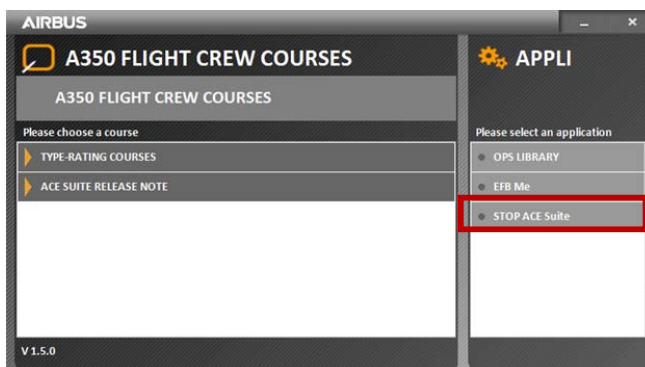 AIRBUS
A350 FLIGHT CREW COURSES
APPLI
A350 FLIGHT CREW COURSES
Please choose a course
Please select an application
TYPE-RATING COURSES
OPS LIBRARY
ACE SUITE RELEASE NOTE
EFB Me
STOP ACE Suite
V 1.5.0